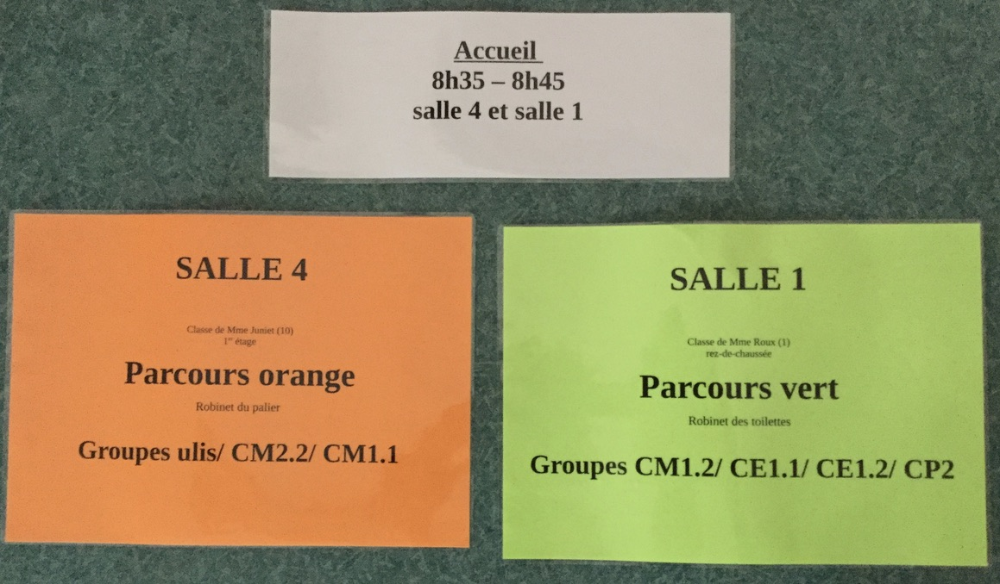 Accueil
8h35 – 8h45
salle 4 et salle 1
SALLE 4
Classe de Mme Juniet (10)
1er étage
Parcours orange
Robinet du palier
Groupes ulis/ CM2.2/ CM1.1
SALLE 1
Classe de Mme Roux (1)
rez-de-chaussée
Parcours vert
Robinet des toilettes
Groupes CM1.2/ CE1.1/ CE1.2/ CP2